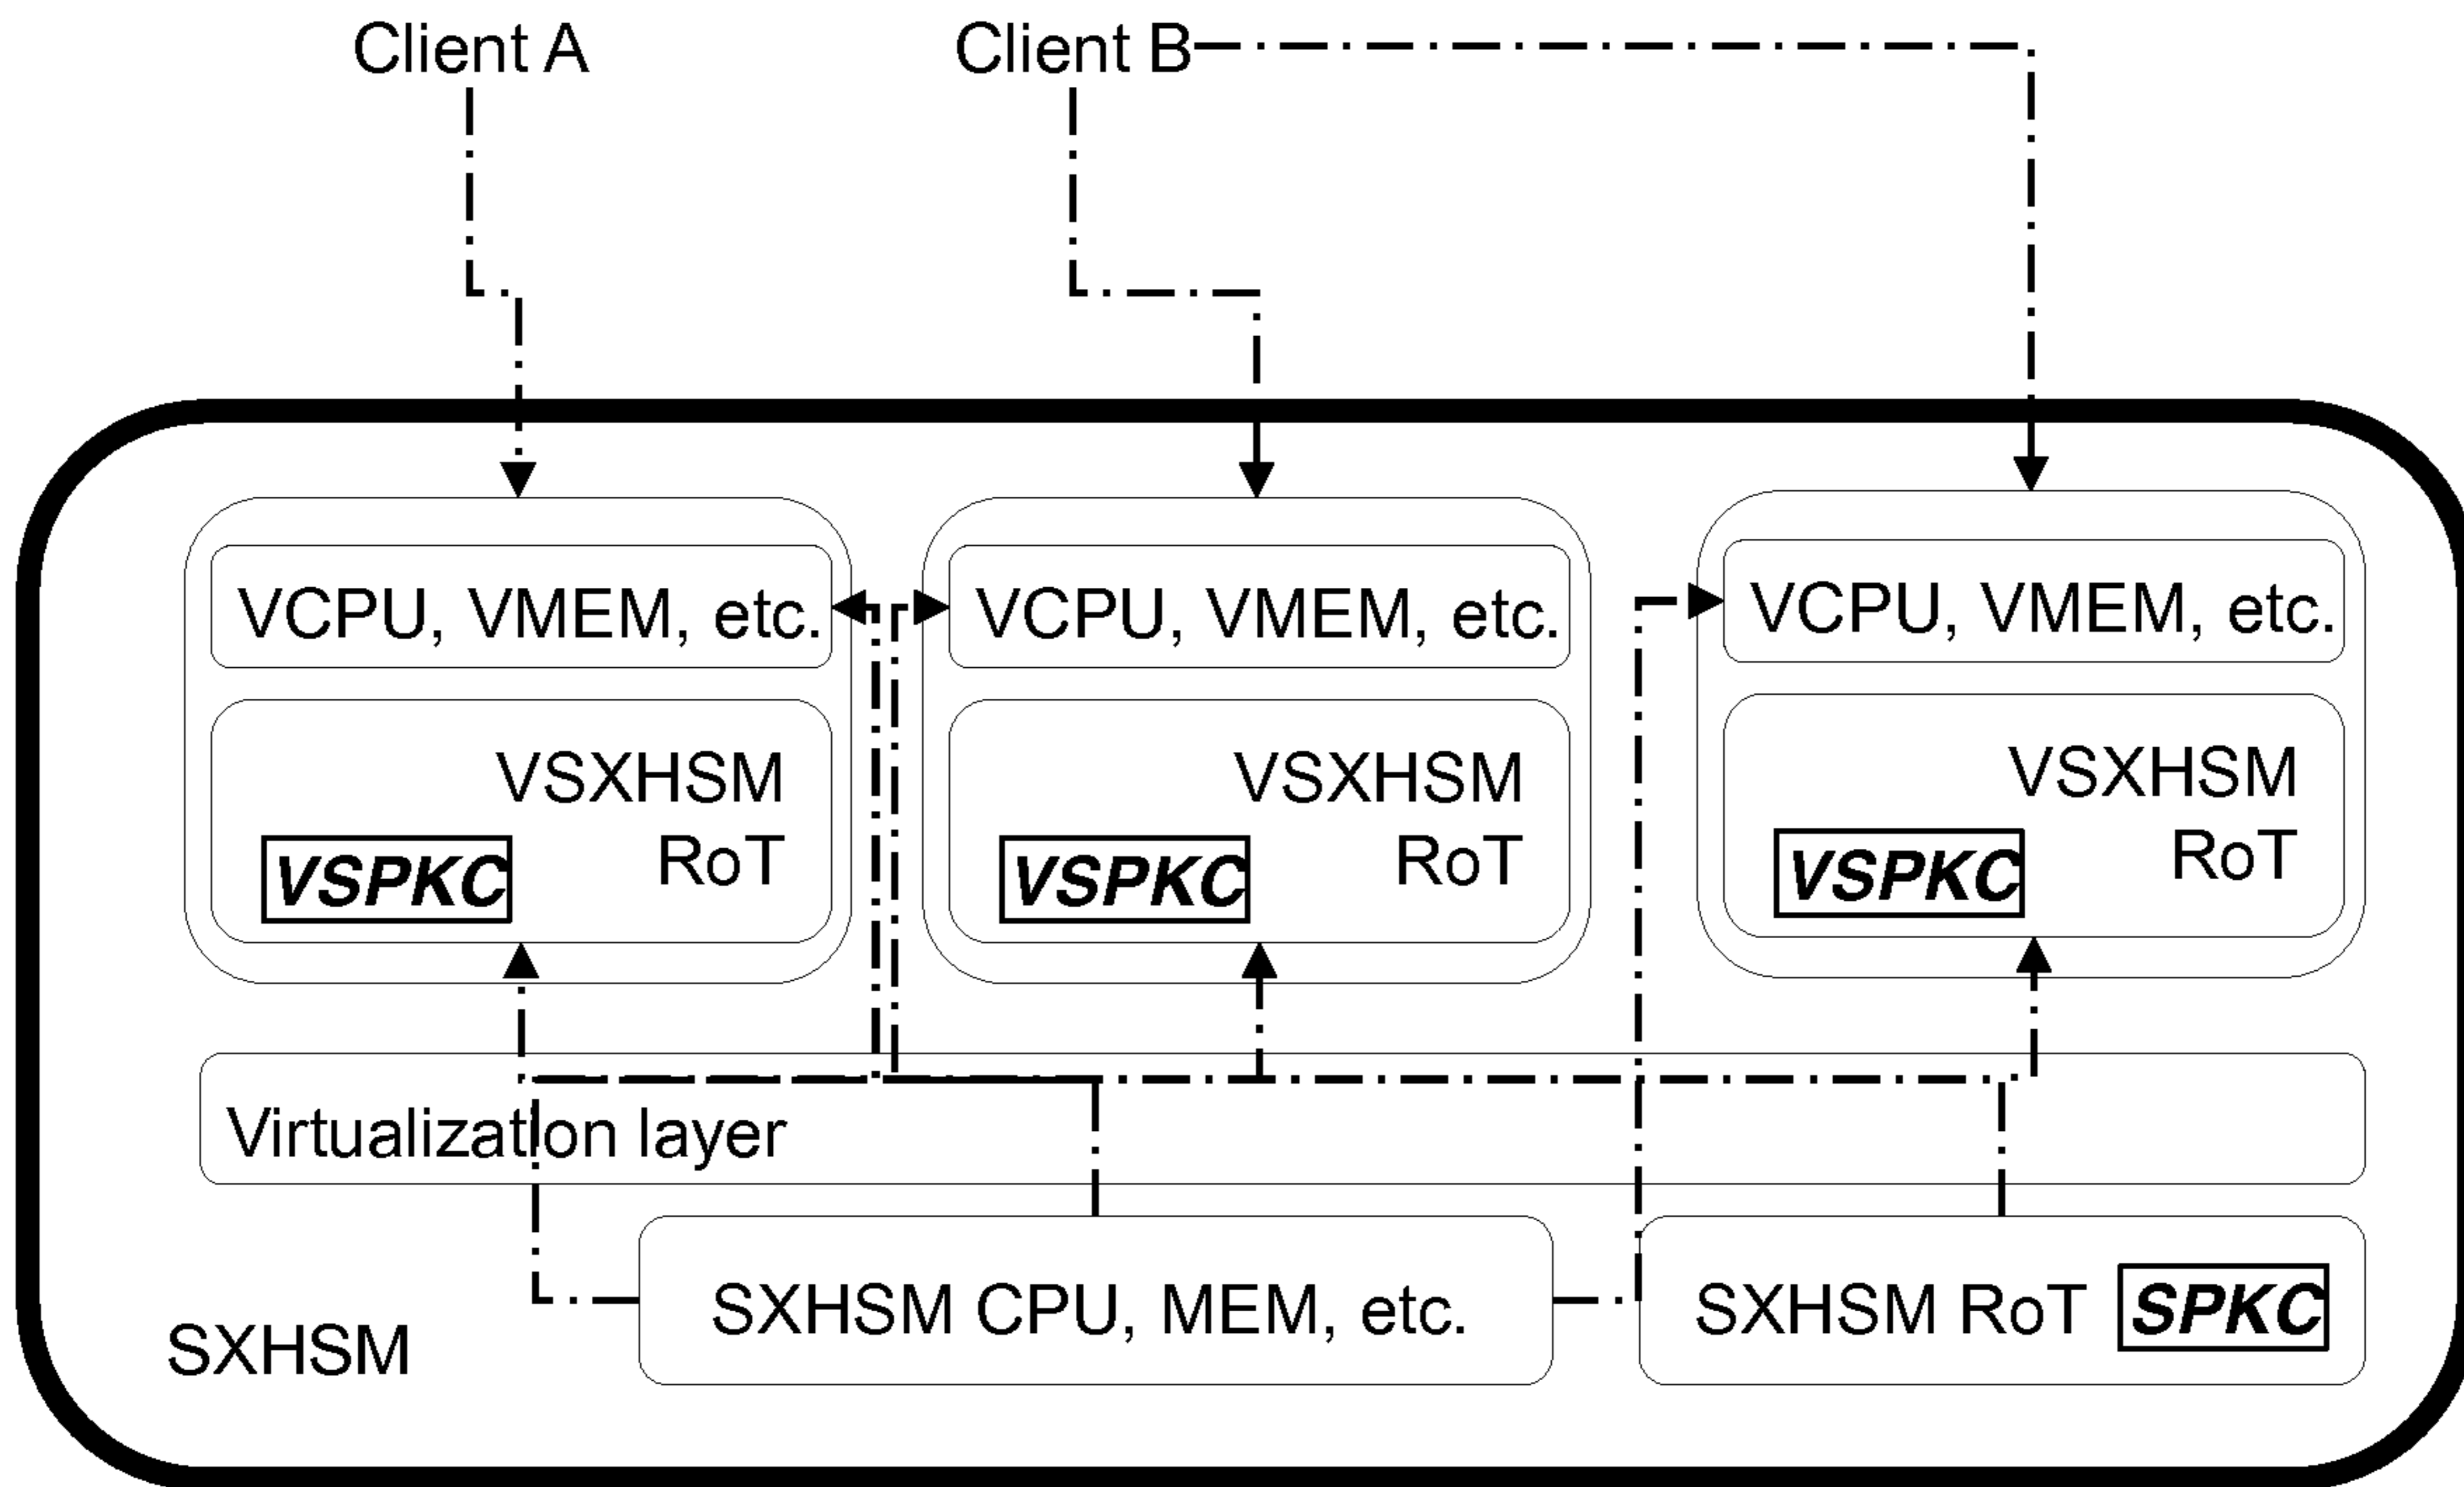 Client A
Client B
VCPU, VMEM, etc.
VCPU, VMEM, etc.
VCPU, VMEM, etc.
VSXHSM
RoT
VSPKC
VSXHSM
RoT
VSPKC
VSXHSM
RoT
VSPKC
Virtualization layer
SXHSM CPU, MEM, etc.
SXHSM RoT
SPKC
SXHSM